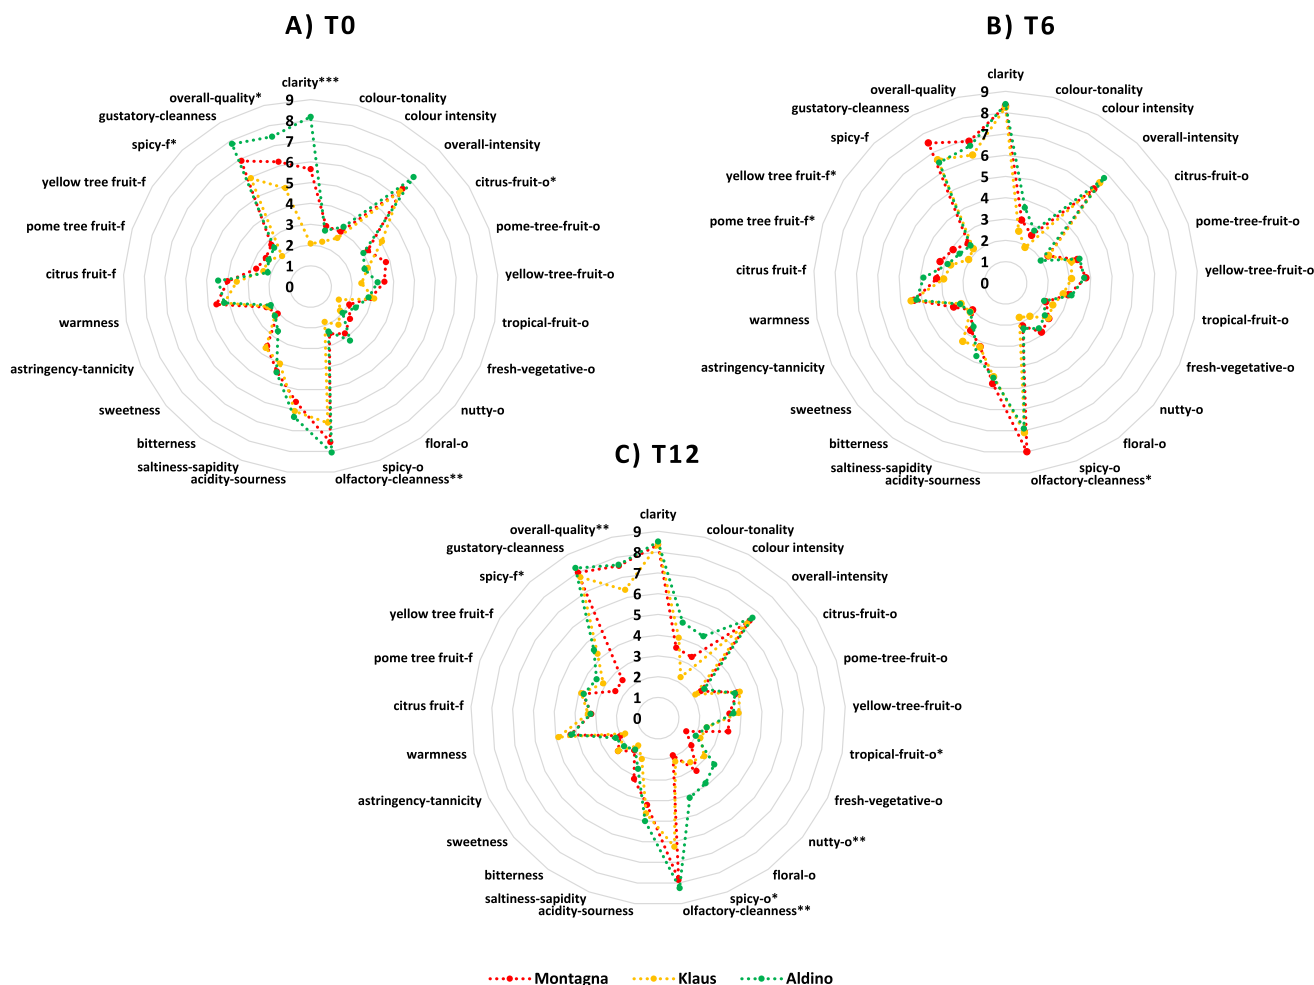 A) T0
clarity***
colour-tonality
colour intensity
overall-intensity
citrus-fruit-o*
pome-tree-fruit-o
yellow-tree-fruit-o
tropical-fruit-o
fresh-vegetative-o
nutty-o
floral-o
spicy-o
olfactory-cleanness**
acidity-sourness
saltiness-sapidity
bitterness
sweetness
astringency-tannicity
warmness
citrus fruit-f
pome tree fruit-f
yellow tree fruit-f
spicy-f*
gustatory-cleanness
overall-quality*
9
8
7
6
5
4
3
2
1
0
B) T6
clarity
colour-tonality
colour intensity
overall-intensity
citrus-fruit-o
pome-tree-fruit-o
yellow-tree-fruit-o
tropical-fruit-o
fresh-vegetative-o
nutty-o
floral-o
spicy-o
olfactory-cleanness*
acidity-sourness
saltiness-sapidity
bitterness
sweetness
astringency-tannicity
warmness
citrus fruit-f
pome tree fruit-f*
yellow tree fruit-f*
spicy-f
gustatory-cleanness
overall-quality
9
8
7
6
5
4
3
2
1
0
C) T12
clarity
colour-tonality
colour intensity
overall-intensity
citrus-fruit-o
pome-tree-fruit-o
yellow-tree-fruit-o
tropical-fruit-o*
fresh-vegetative-o
nutty-o**
floral-o
spicy-o*
olfactory-cleanness**
acidity-sourness
saltiness-sapidity
bitterness
sweetness
astringency-tannicity
warmness
citrus fruit-f
pome tree fruit-f
yellow tree fruit-f
spicy-f*
gustatory-cleanness
overall-quality**
9
8
7
6
5
4
3
2
1
0
Montagna Klaus Aldino